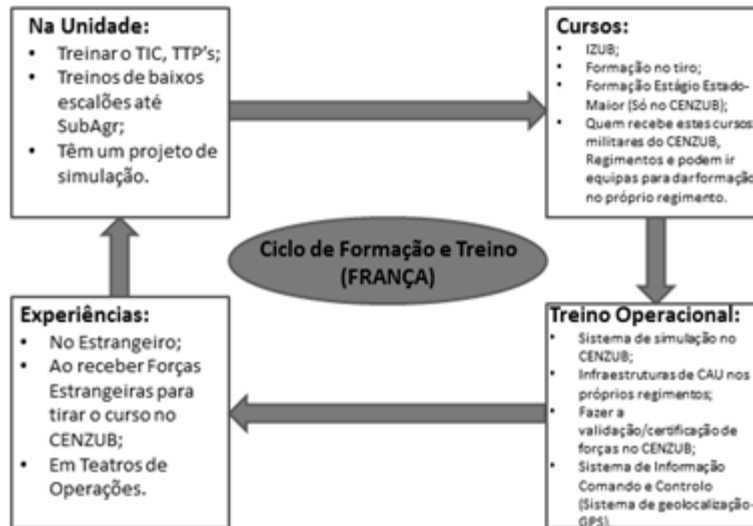 Na Unidade:
• Treinar o TIC, TTP's;
• Treinos de baixos
escalões até
SubAgr;
• Têm um projeto de
simulação.
Cursos:
• IZUB;
• Formação no tiro;
• Formação Estágio Estado-
Maior (Só no CENZUB);
• Quem recebe estes cursos:
militares do CENZUB,
Regimentos e podem ir
equipas para dar formação
no próprio regimento.
Ciclo de Formação e Treino
(FRANÇA)
Experiências:
• No Estrangeiro;
• Ao receber Forças
Estrangeiras para
tirar o curso no
CENZUB;
• Em Teatros de
Operações.
Treino Operacional:
• Sistema de simulação no
CENZUB;
• Infraestruturas de CAU nos
próprios regimentos;
• Fazer a
validação/certificação de
forças no CENZUB;
• Sistema de Informação
Comando e Controlo
(Sistema de geolocalização-
GPS).